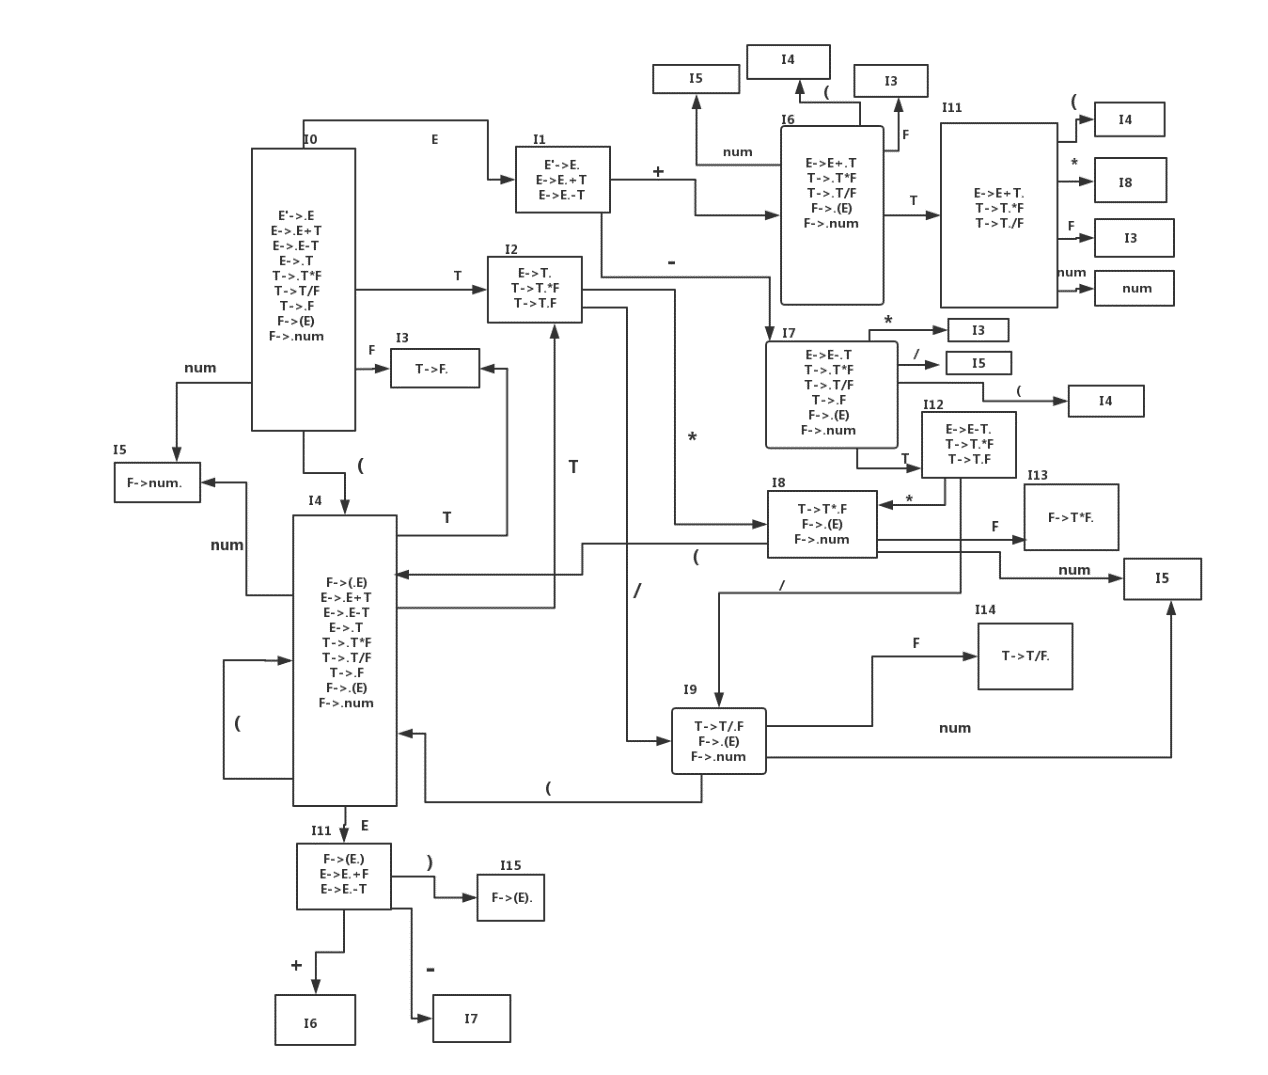 I4
I5
I3
(
I11
(
I6
I4
I0
E
I1
F
num
*
E'->E.
E->E.+T
E->E.-T
+
E->E+.T
T->.T*F
T->.T/F
F->.(E)
F->.num
T
E->E+T.
T->T.*F
T->T./F
I8
E'->.E
E->.E+T
E->.E-T
E->.T
T->.T*F
T->T/F
T->.F
F->(E)
F->.num
F
I3
num
num
-
I2
T
E->T.
T->T.*F
T->T.F
I7
*
I3
/
I5
E->E-.T
T->.T*F
T->.T/F
T->.F
F->.(E)
F->.num
(
I4
I3
F
T->F.
num
I12
E->E-T.
T->T.*F
T->T.F
T
*
I5
F->num.
(
T
I13
F->T*F.
I8
*
T->T*.F
F->.(E)
F->.num
F
I4
T
num
(
num
I5
/
/
F->(.E)
E->.E+T
E->.E-T
E->.T
T->.T*F
T->.T/F
T->.F
F->.(E)
F->.num
I14
F
T->T/F.
I9
T->T/.F
F->.(E)
F->.num
num
(
(
E
I11
F->(E.)
E->E.+F
E->E.-T
)
I15
F->(E).
+
-
I6
I7